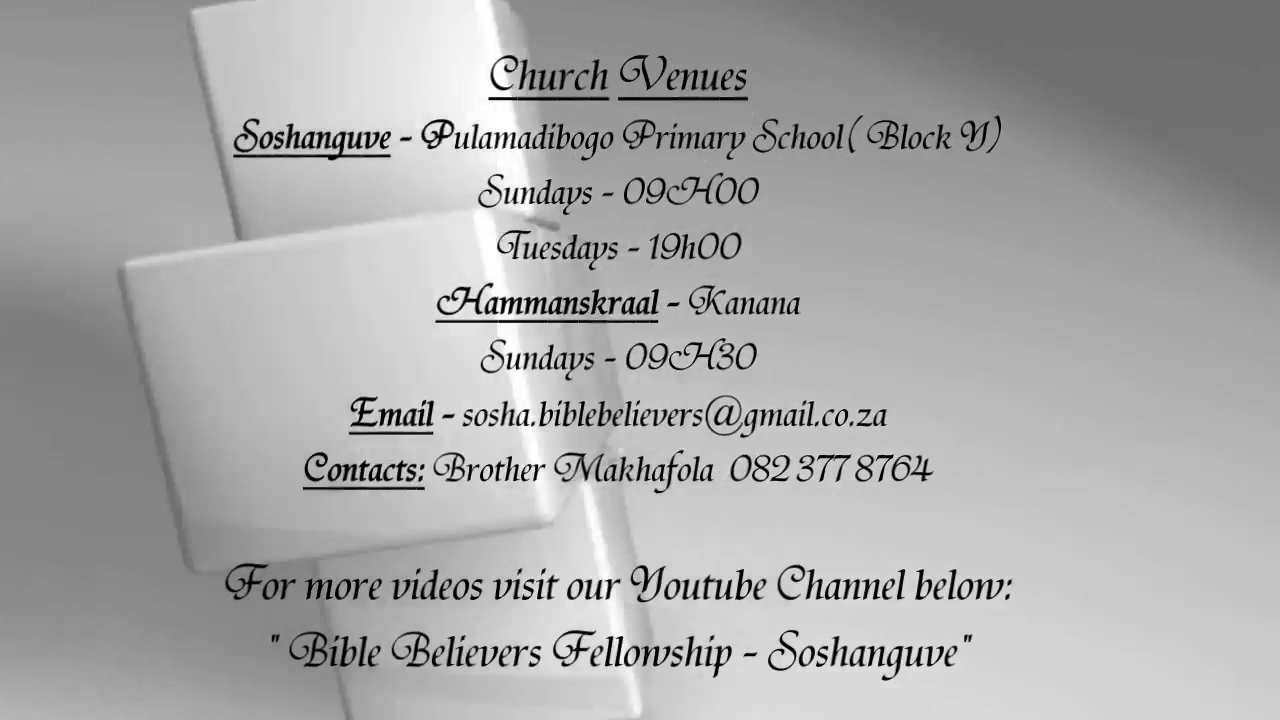 Church Venues
Soshanguve - Pulamadibogo Primary School( Block Y)
Sundays - 09H00
Tuesdays - 19h00
Hammanskraal - Kanana
Sundays - 09H30
Email - sosha.biblebelievers@gmail.co.za
Contacts: Brother Makhafola 082 377 8764
For more videos visit our Youtube Channel below:
" Bible Believers Fellowship - Soshanguve"